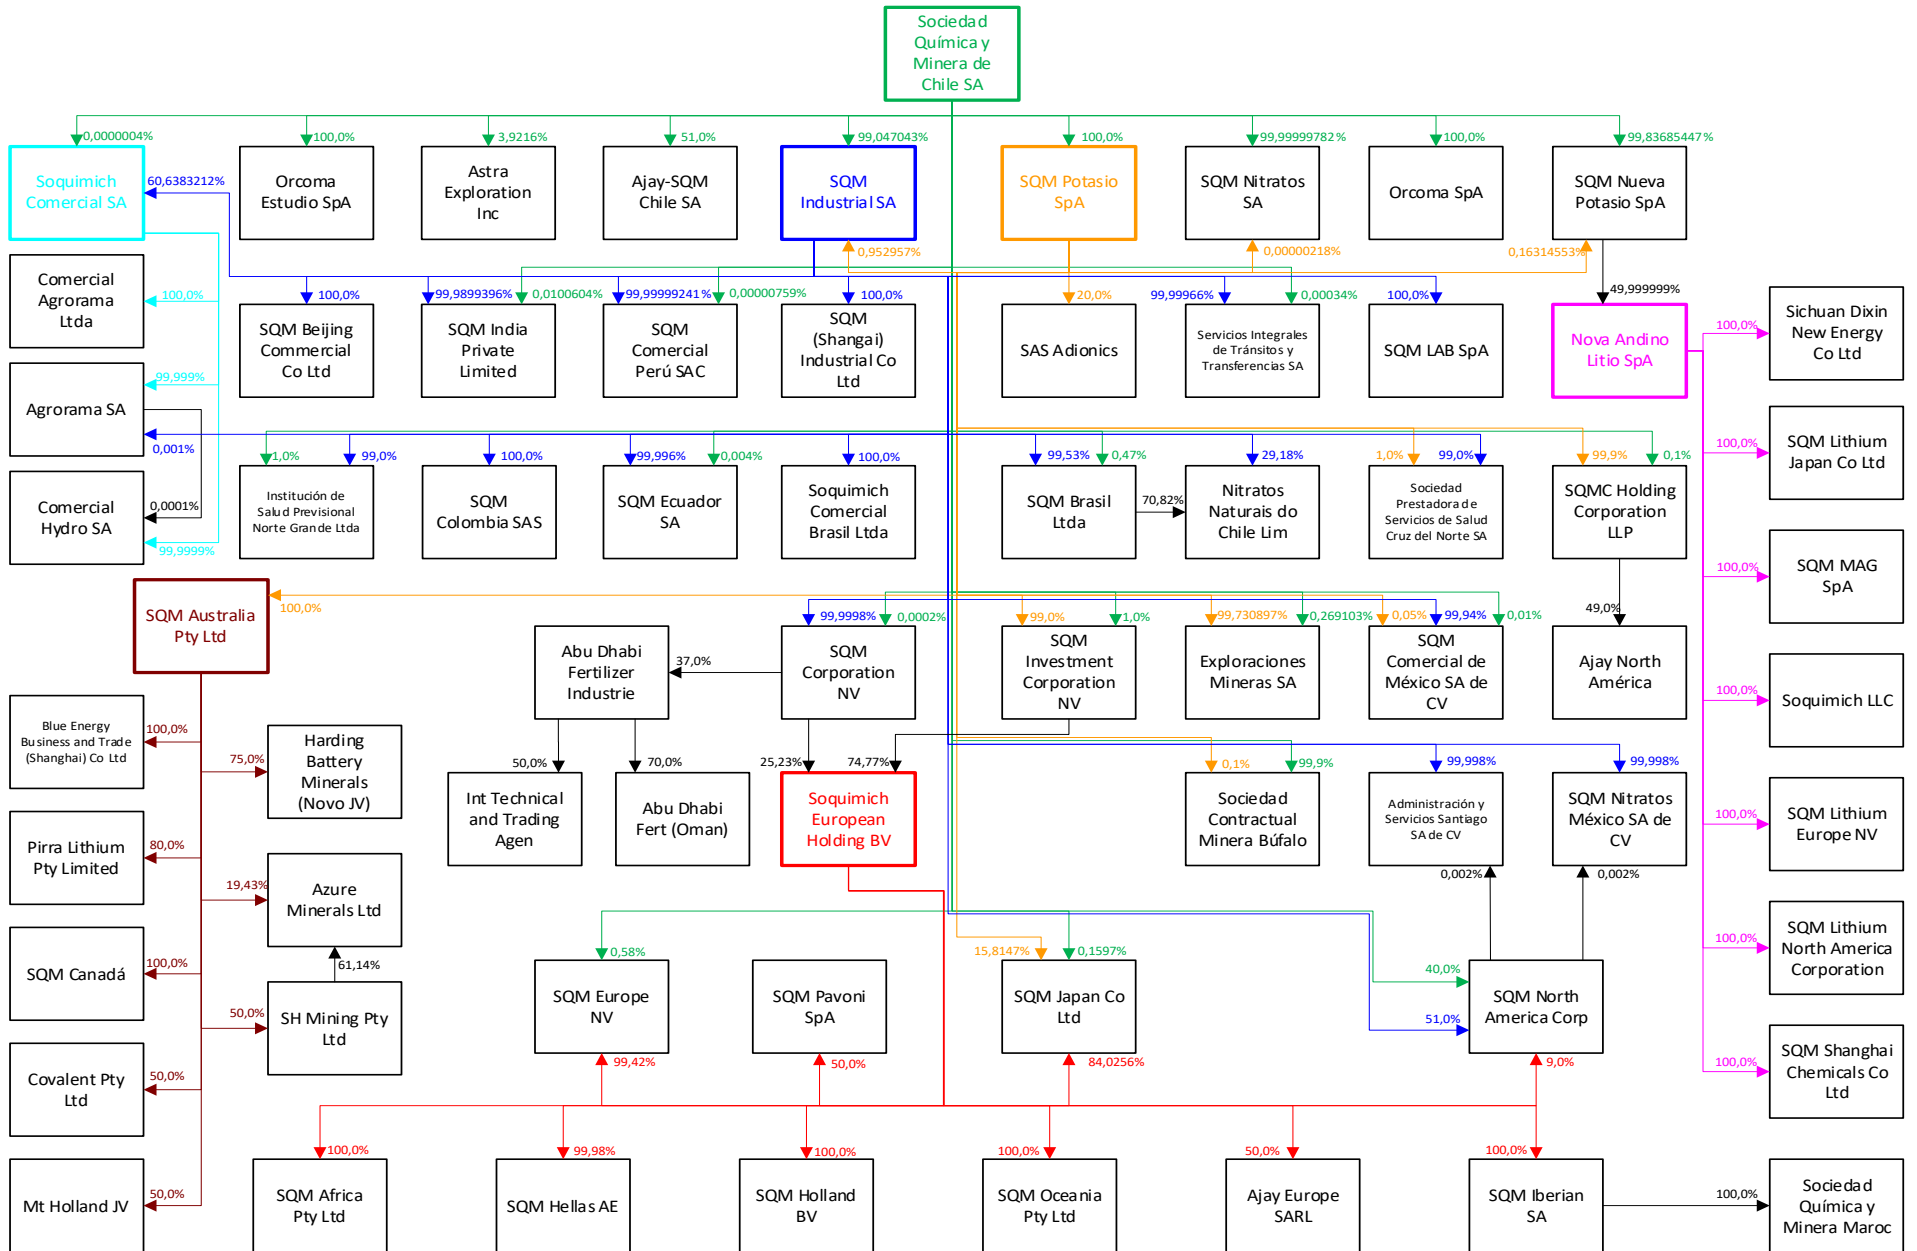 Sociedad
Química y
Minera de
Chile SA
0,0000004%
100,0%
3,9216%
51,0%
99,047043%
100,0%
99,99999782%
100,0%
99,83685447%
Soquimich
Comercial SA
60,6383212%
Orcoma
Estudio SpA
Astra
Exploration
Inc
Ajay-SQM
Chile SA
SQM
Industrial SA
SQM Potasio
SpA
SQM Nitratos
SA
Orcoma SpA
SQM Nueva
Potasio SpA
0,952957%
0,00000218%
0,16314553%
Comercial
Agrorama
Ltda
100,0%
100,0%
99,9899396%
0,0100604%
99,99999241%
0,00000759%
100,0%
20,0%
99,99966%
0,00034%
100,0%
49,999999%
SQM Beijing
Commercial
Co Ltd
SQM India
Private
Limited
SQM
Comercial
Perú SAC
SQM
(Shangai)
Industrial Co
Ltd
SAS Adionics
Servicios Integrales
de Tránsitos y
Transferencias SA
SQM LAB SpA
Nova Andino
Litio SpA
100,0%
Sichuan Dixin
New Energy
Co Ltd
Agrorama SA
99,999%
0,001%
1,0%
99,0%
100,0%
99,996%
0,004%
100,0%
99,53%
0,47%
29,18%
1,0%
99,0%
99,9%
0,1%
100,0%
SQM Lithium
Japan Co Ltd
Comercial
Hydro SA
0,0001%
99,9999%
Institución de
Salud Previsional
Norte Grande Ltda
SQM
Colombia SAS
SQM Ecuador
SA
Soquimich
Comercial
Brasil Ltda
SQM Brasil
Ltda
70,82%
Nitratos
Naturais do
Chile Lim
Sociedad
Prestadora de
Servicios de Salud
Cruz del Norte SA
SQMC Holding
Corporation
LLP
100,0%
SQM MAG
SpA
SQM Australia
Pty Ltd
100,0%
99,9998%
0,0002%
99,0%
1,0%
99,730897%
0,269103%
0,05%
99,94%
0,01%
49,0%
Abu Dhabi
Fertilizer
Industrie
37,0%
SQM
Corporation
NV
SQM
Investment
Corporation
NV
Exploraciones
Mineras SA
SQM
Comercial de
México SA de
CV
Ajay North
América
100,0%
Soquimich LLC
Blue Energy
Business and Trade
(Shanghai) Co Ltd
100,0%
75,0%
Harding
Battery
Minerals
(Novo JV)
50,0%
70,0%
25,23%
74,77%
0,1%
99,9%
99,998%
99,998%
Int Technical
and Trading
Agen
Abu Dhabi
Fert (Oman)
Soquimich
European
Holding BV
Sociedad
Contractual
Minera Búfalo
Administración y
Servicios Santiago
SA de CV
SQM Nitratos
México SA de
CV
100,0%
SQM Lithium
Europe NV
Pirra Lithium
Pty Limited
80,0%
19,43%
Azure
Minerals Ltd
0,002%
0,002%
100,0%
SQM Lithium
North America
Corporation
SQM Canadá
100,0%
61,14%
0,58%
15,8147%
0,1597%
40,0%
SH Mining Pty
Ltd
50,0%
SQM Europe
NV
SQM Pavoni
SpA
SQM Japan Co
Ltd
51,0%
SQM North
America Corp
99,42%
50,0%
84,0256%
9,0%
100,0%
SQM Shanghai
Chemicals Co
Ltd
Covalent Pty
Ltd
50,0%
100,0%
99,98%
100,0%
100,0%
50,0%
100,0%
Mt Holland JV
50,0%
SQM Africa
Pty Ltd
SQM Hellas AE
SQM Holland
BV
SQM Oceania
Pty Ltd
Ajay Europe
SARL
SQM Iberian
SA
100,0%
Sociedad
Química y
Minera Maroc